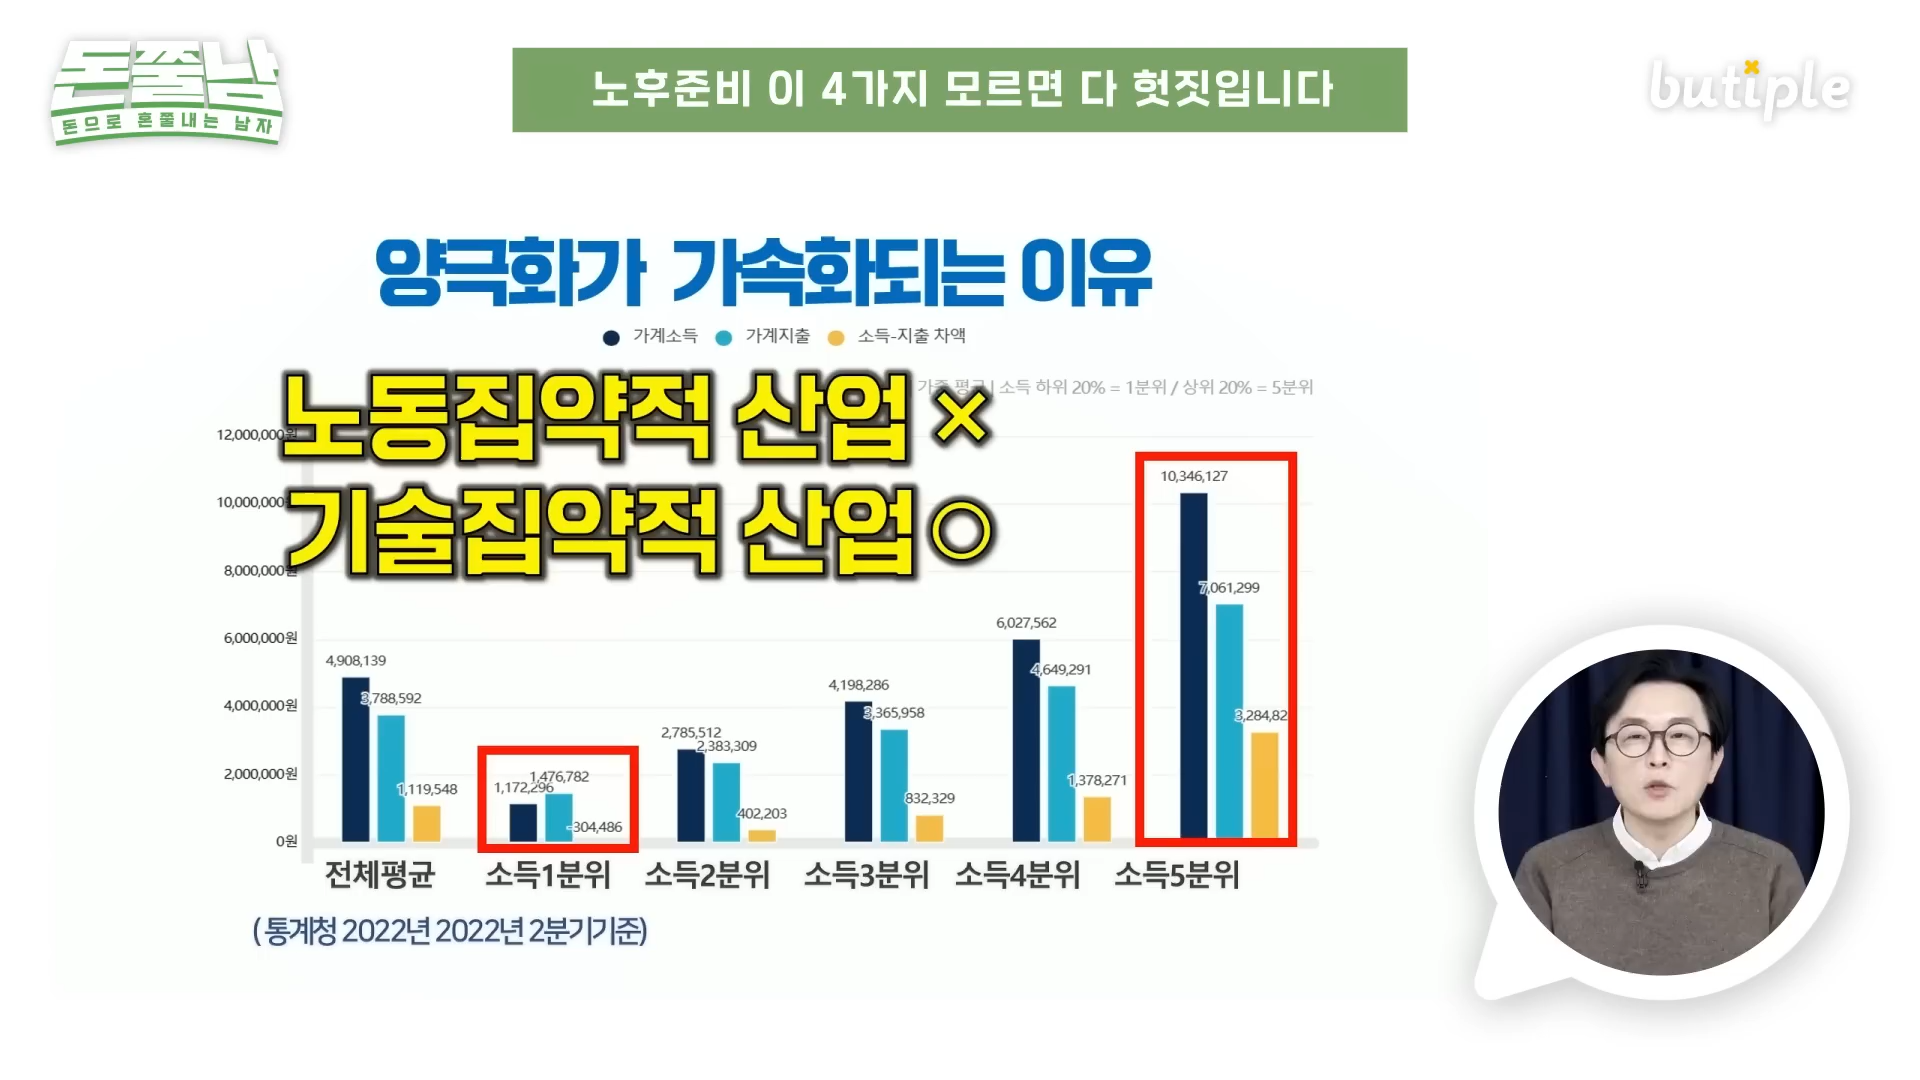 돈쭐남
돈으로 혼쭐내는 남자
노후준비 이 4가지 모르면 다 헛짓입니다
butiple
양극화가 가속화되는 이유
가계소득 가계지출 소득-지출 차액
소득 하위 20% = 1분위 / 상위 20% = 5분위
노동집약적 산업 ×
기술집약적 산업 ○
12,000,000원
10,000,000원
8,000,000원
6,000,000원
4,000,000원
2,000,000원
0원
4,908,139
3,788,592
1,119,548
1,172,296
1,476,782
-304,486
2,785,512
2,383,309
402,203
4,198,286
3,365,958
832,329
6,027,562
4,649,291
1,378,271
10,346,127
7,061,299
3,284,82
전체평균 소득1분위 소득2분위 소득3분위 소득4분위 소득5분위
( 통계청 2022년 2022년 2분기기준)